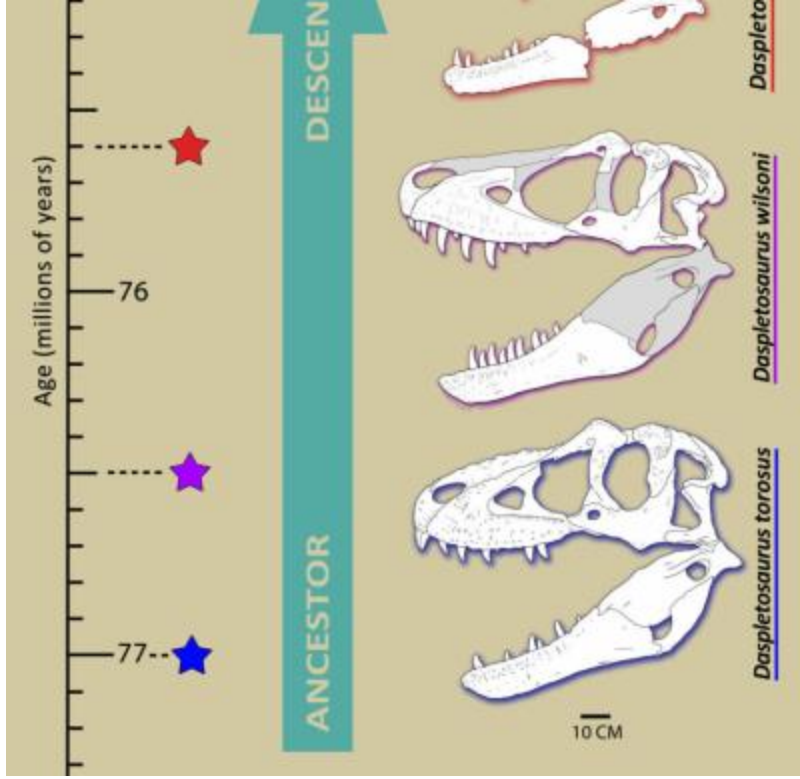 Age (millions of years)
76
77
DESCEN
ANCESTOR
Daspleto
Daspletosaurus wilsoni
Daspletosaurus torosus
10 CM